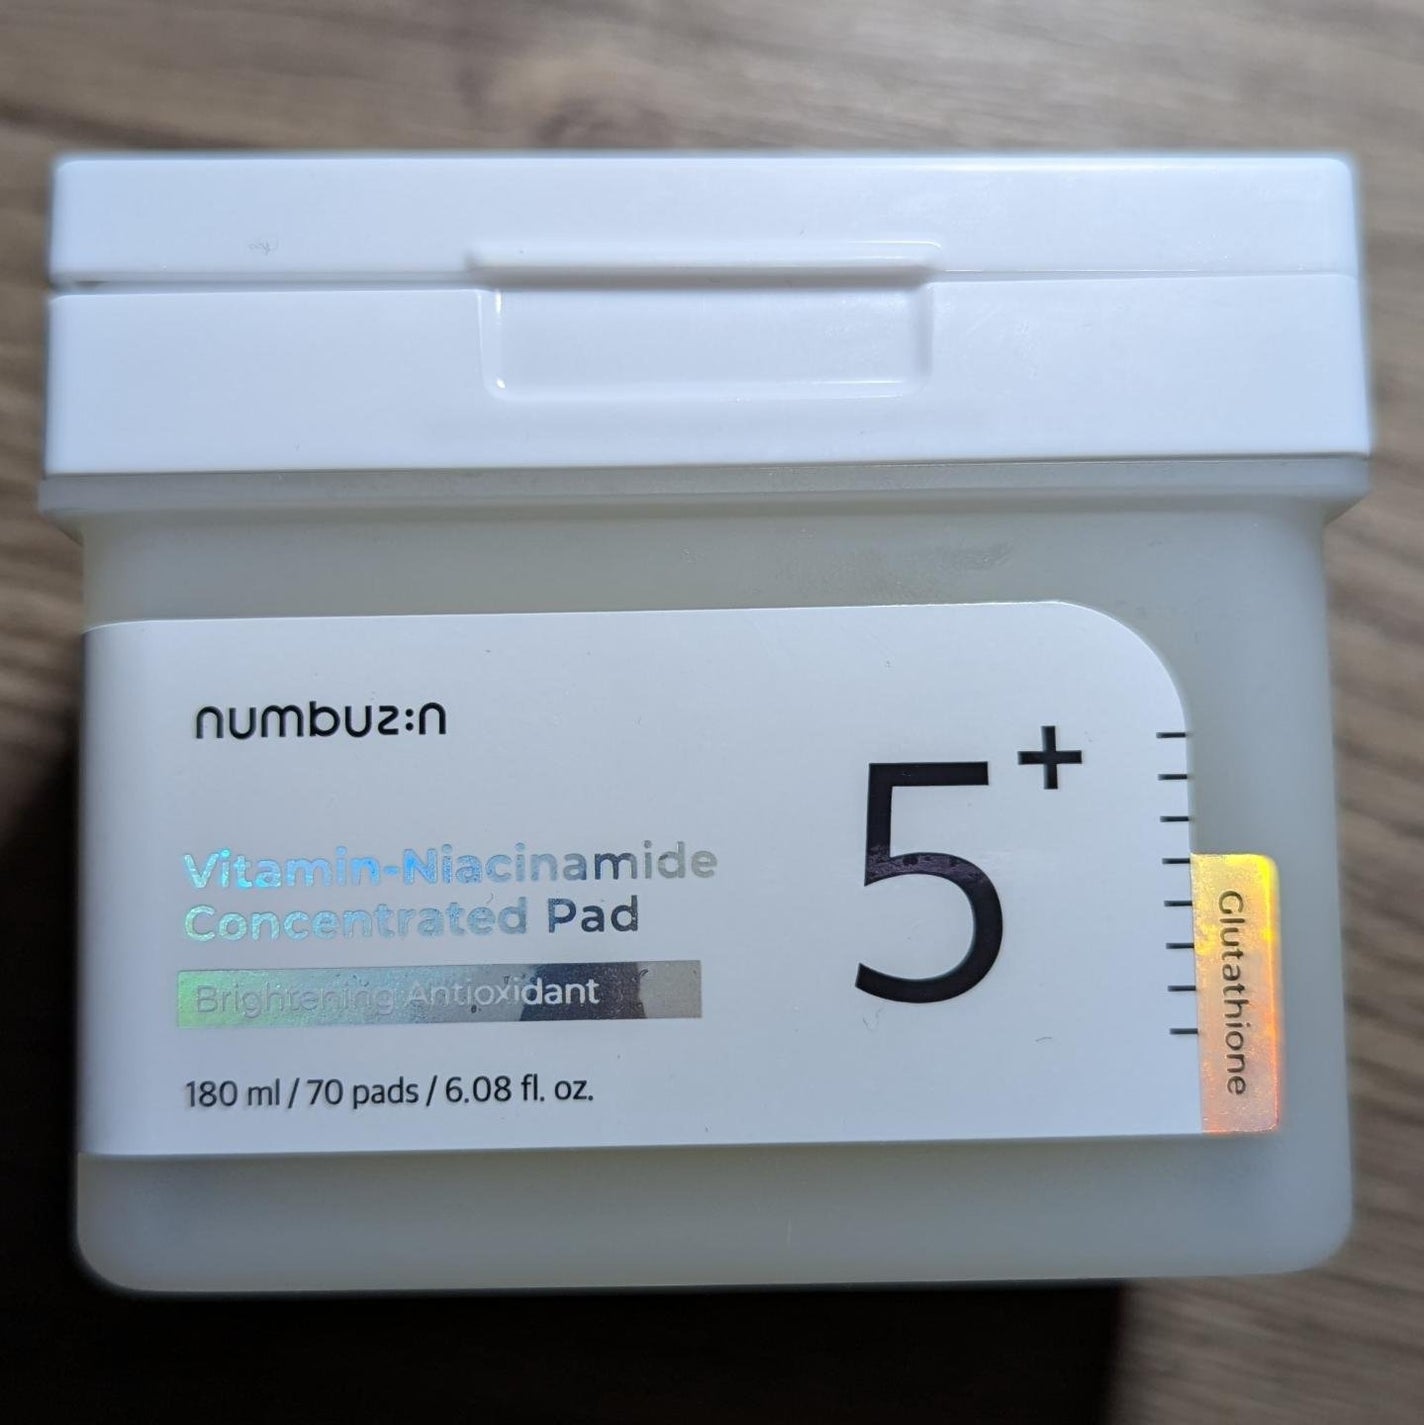 numbuz:n
5+
Vitamin-Niacinamide
Concentrated Pad
Brightening Antioxidant
180 ml / 70 pads / 6.08 fl. oz.
Glutathione